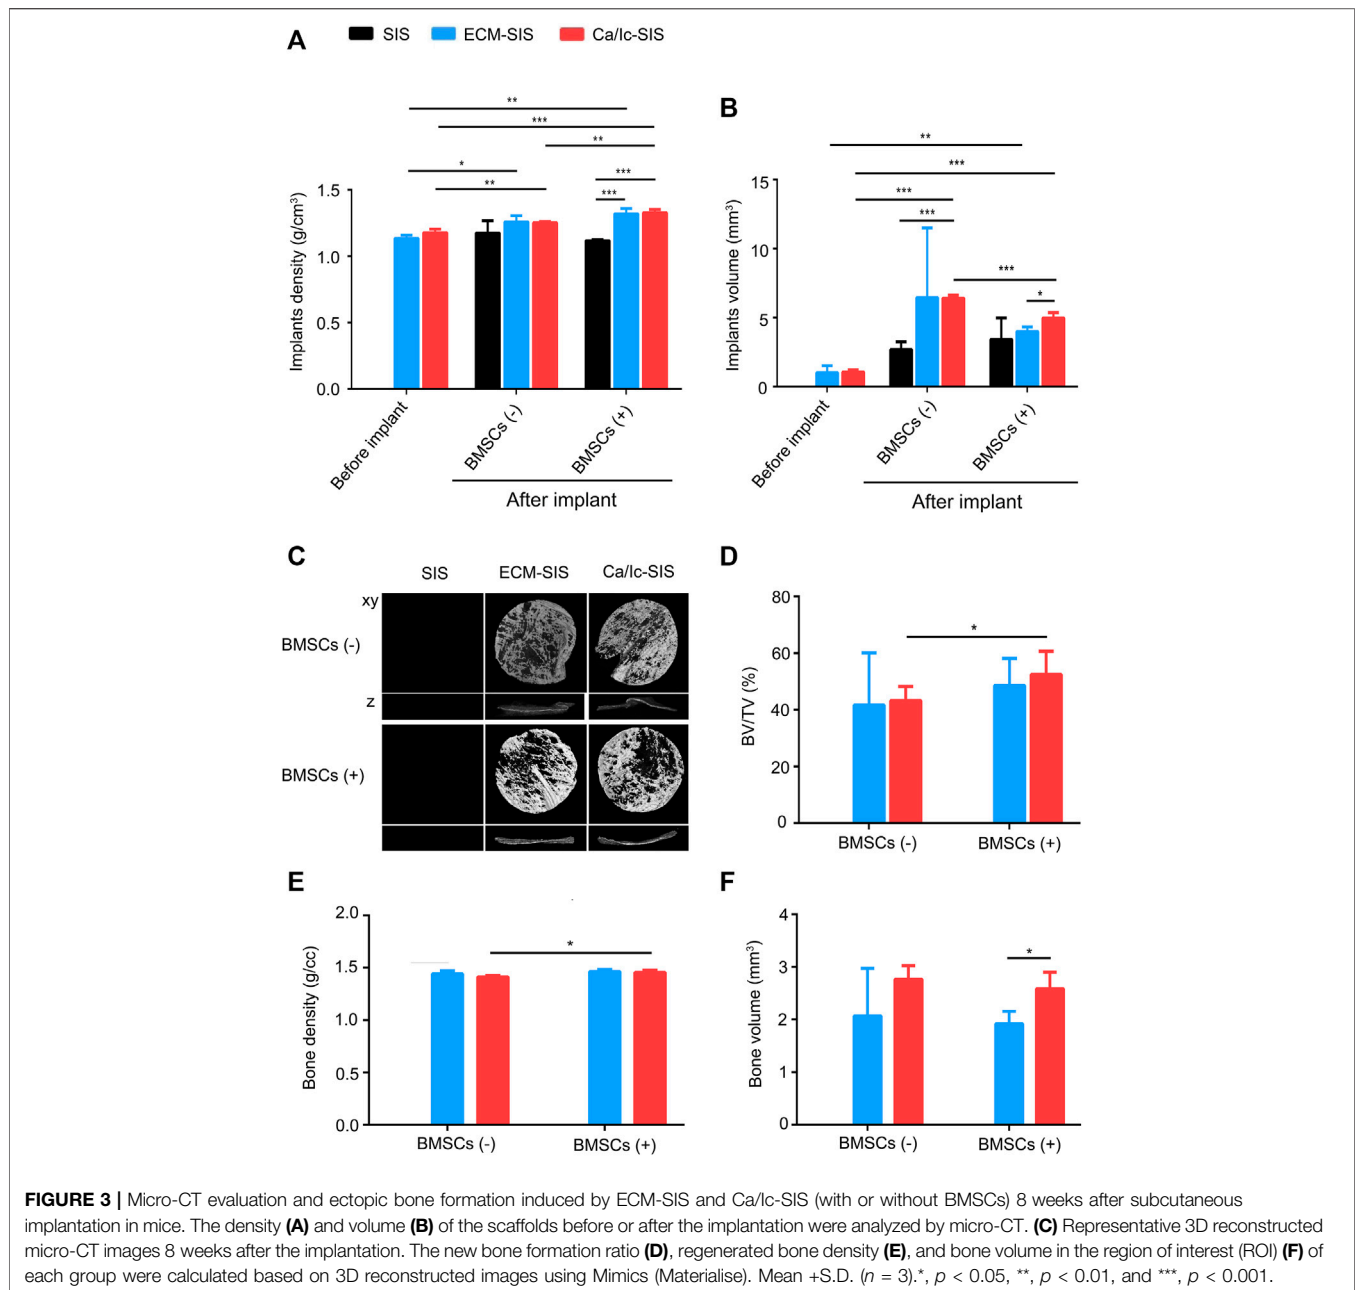 A SIS ECM-SIS Ca/Ic-SIS
** 
***
**
*
**
***
***
Implants density (g/cm³)
1.5
1.0
0.5
0.0
Before implant
BMSCs (-)
BMSCs (+)
After implant
B
**
***
***
***
***
*
Implants volume (mm³)
15
10
5
0
Before implant
BMSCs (-)
BMSCs (+)
After implant
C
SIS ECM-SIS Ca/Ic-SIS
xy
BMSCs (-)
z
BMSCs (+)
D
*
BV/TV (%)
80
60
40
20
0
BMSCs (-) BMSCs (+)
E
*
Bone density (g/cc)
2.0
1.5
1.0
0.5
0.0
BMSCs (-) BMSCs (+)
F
*
Bone volume (mm³)
4
3
2
1
0
BMSCs (-) BMSCs (+)
FIGURE 3 | Micro-CT evaluation and ectopic bone formation induced by ECM-SIS and Ca/Ic-SIS (with or without BMSCs) 8 weeks after subcutaneous
implantation in mice. The density (A) and volume (B) of the scaffolds before or after the implantation were analyzed by micro-CT. (C) Representative 3D reconstructed
micro-CT images 8 weeks after the implantation. The new bone formation ratio (D), regenerated bone density (E), and bone volume in the region of interest (ROI) (F) of
each group were calculated based on 3D reconstructed images using Mimics (Materialise). Mean +S.D. (n = 3).*, p < 0.05, **, p < 0.01, and ***, p < 0.001.